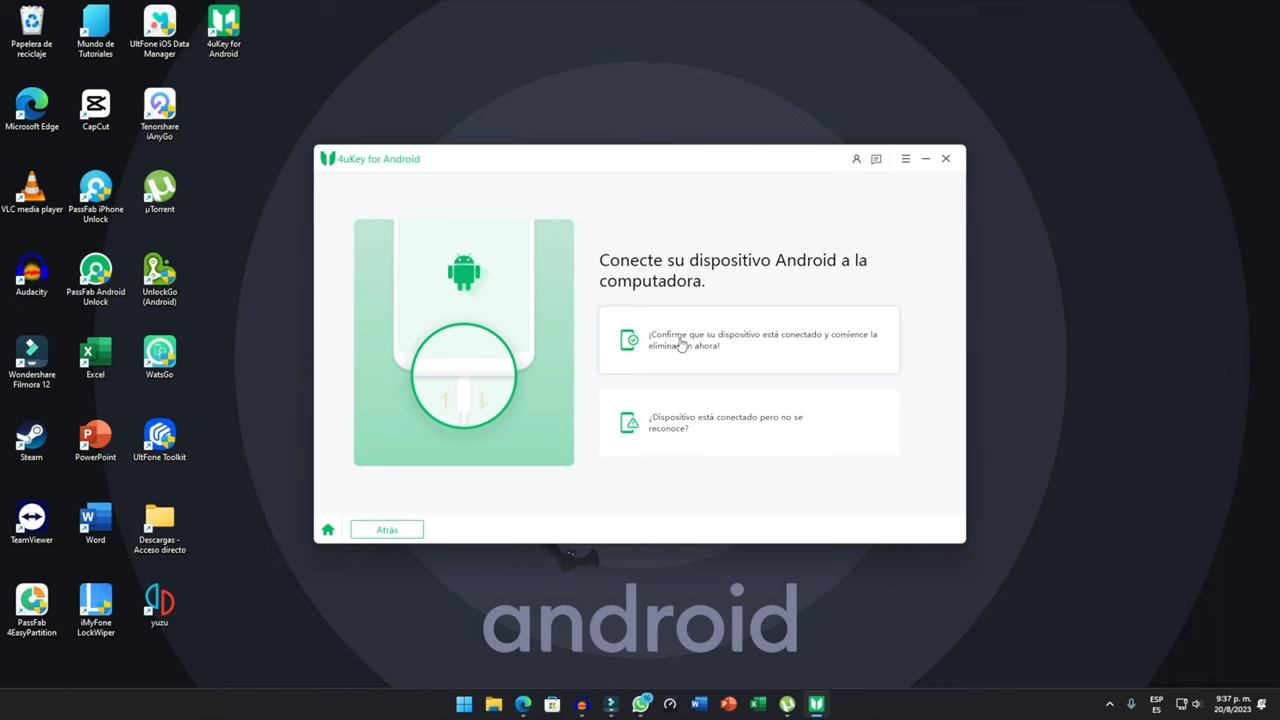 Papelera de
reciclaje
Mundo de
Tutoriales
UltFone iOS Data
Manager
4uKey for
Android
Microsoft Edge
CapCut
Tenorshare
iAnyGo
VLC media player
PassFab iPhone
Unlock
µTorrent
Audacity
PassFab Android
Unlock
UnlockGo
(Android)
Wondershare
Filmora 12
Excel
WatsGo
Steam
PowerPoint
UltFone Toolkit
TeamViewer
Word
Descargas -
Acceso directo
PassFab
4EasyPartition
iMyFone
LockWiper
yuzu
4uKey for Android
Conecte su dispositivo Android a la
computadora.
¡Confirme que su dispositivo está conectado y comience la
ahora!
¿Dispositivo está conectado pero no se
reconoce?
Atrás
android
16
ESP
ES
9:37 p. m.
20/8/2023